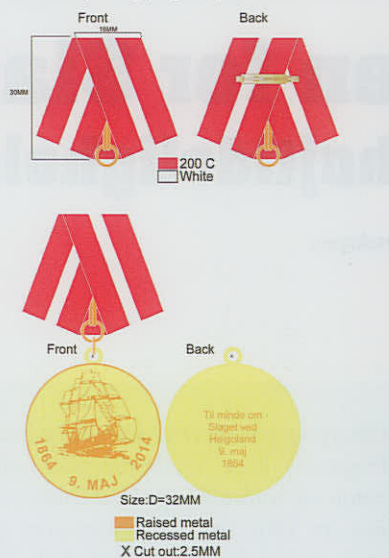 Front
Back
16MM
30MM
200 C
White
Front
Back
1864 9. MAJ 2014
Til minde om -
Slaget ved
Helgoland
9. maj
1864
Size:D=32MM
Raised metal
Recessed metal
X Cut out:2.5MM